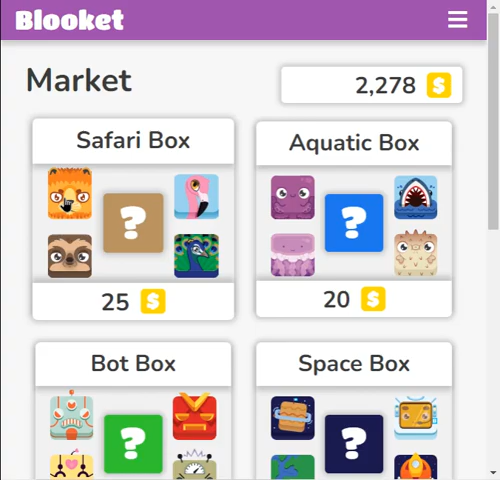 Blooket
Market
2,278 $
Safari Box
Aquatic Box
?
?
25 $
20 $
Bot Box
Space Box
?
?